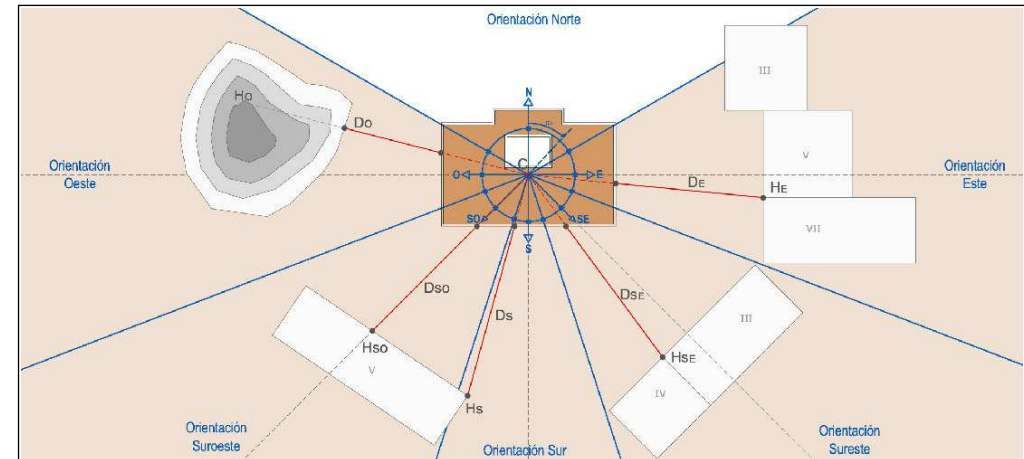 Orientación Norte
III
Ho
Do
N
V
Orientación
Oeste
C
O
E
DE
HE
Orientación
Este
SO
SE
S
VII
Dso
Ds
DsE
III
Hso
V
HsE
IV
Hs
Orientación
Suroeste
Orientación Sur
Orientación
Sureste